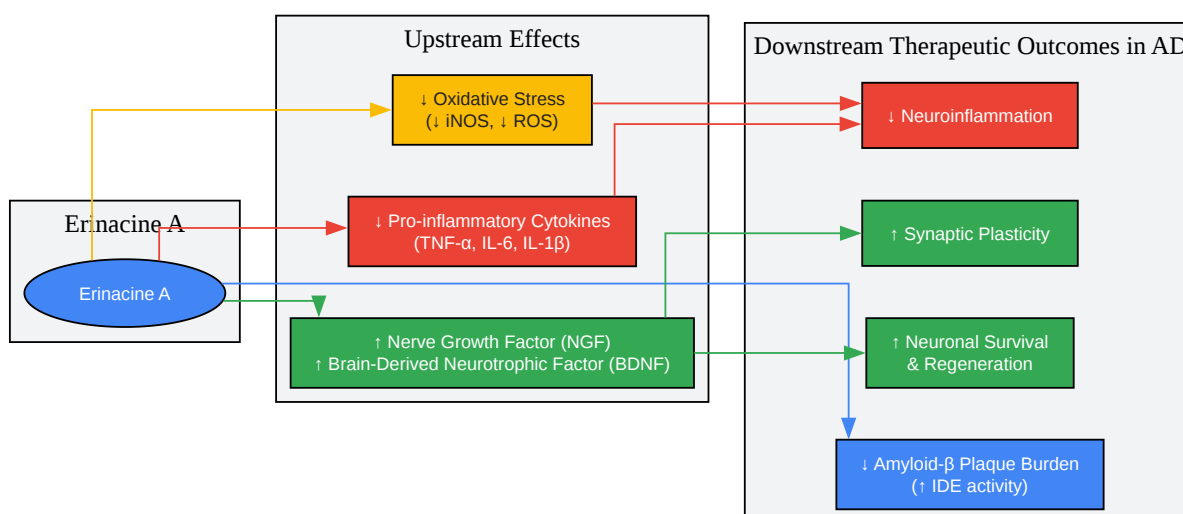 Upstream Effects
Downstream Therapeutic Outcomes in AD
↓ Oxidative Stress
(↓ iNOS, ↓ ROS)
↓ Neuroinflammation
Erinacine A
↓ Pro-inflammatory Cytokines
(TNF-α, IL-6, IL-1β)
↑ Synaptic Plasticity
Erinacine A
↑ Nerve Growth Factor (NGF)
↑ Brain-Derived Neurotrophic Factor (BDNF)
↑ Neuronal Survival
& Regeneration
↓ Amyloid-β Plaque Burden
(↑ IDE activity)